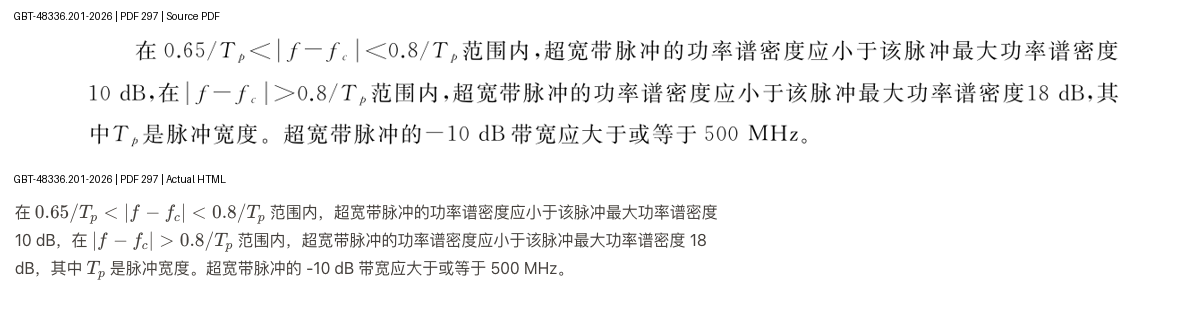 GBT-48336.201-2026 | PDF 297 | Source PDF
在 0.65/Tₚ<|f-f꜀|<0.8/Tₚ范围内,超宽带脉冲的功率谱密度应小于该脉冲最大功率谱密度
10 dB,在|f-f꜀|>0.8/Tₚ范围内,超宽带脉冲的功率谱密度应小于该脉冲最大功率谱密度18 dB,其
中Tₚ是脉冲宽度。超宽带脉冲的-10 dB 带宽应大于或等于 500 MHz。
GBT-48336.201-2026 | PDF 297 | Actual HTML
在 0.65/Tₚ < |f - f꜀| < 0.8/Tₚ 范围内，超宽带脉冲的功率谱密度应小于该脉冲最大功率谱密度
10 dB，在 |f - f꜀| > 0.8/Tₚ 范围内，超宽带脉冲的功率谱密度应小于该脉冲最大功率谱密度 18
dB，其中 Tₚ 是脉冲宽度。超宽带脉冲的 -10 dB 带宽应大于或等于 500 MHz。